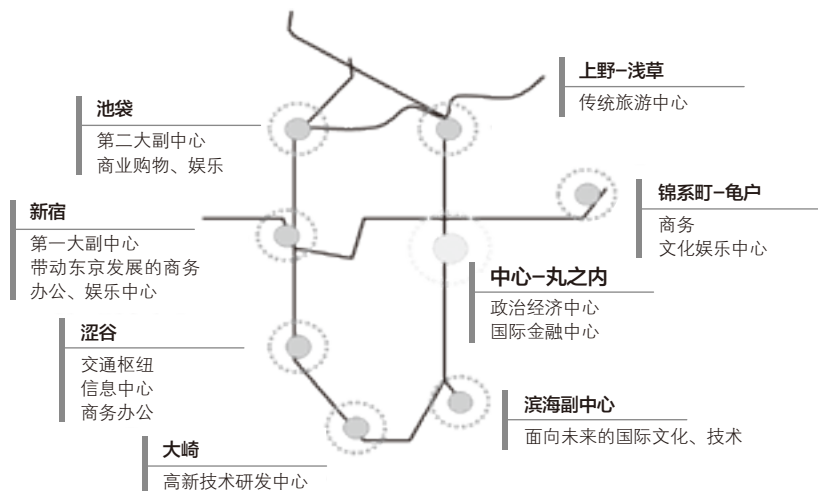 上野-浅草
传统旅游中心
池袋
第二大副中心
商业购物、娱乐
锦系町-龟户
商务
文化娱乐中心
新宿
第一大副中心
带动东京发展的商务
办公、娱乐中心
中心-丸之内
政治经济中心
国际金融中心
涩谷
交通枢纽
信息中心
商务办公
滨海副中心
面向未来的国际文化、技术
大崎
高新技术研发中心